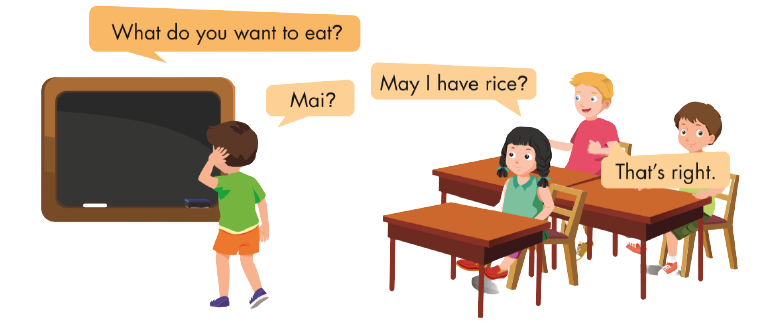 What do you want to eat?
May I have rice?
Mai?
That's right.